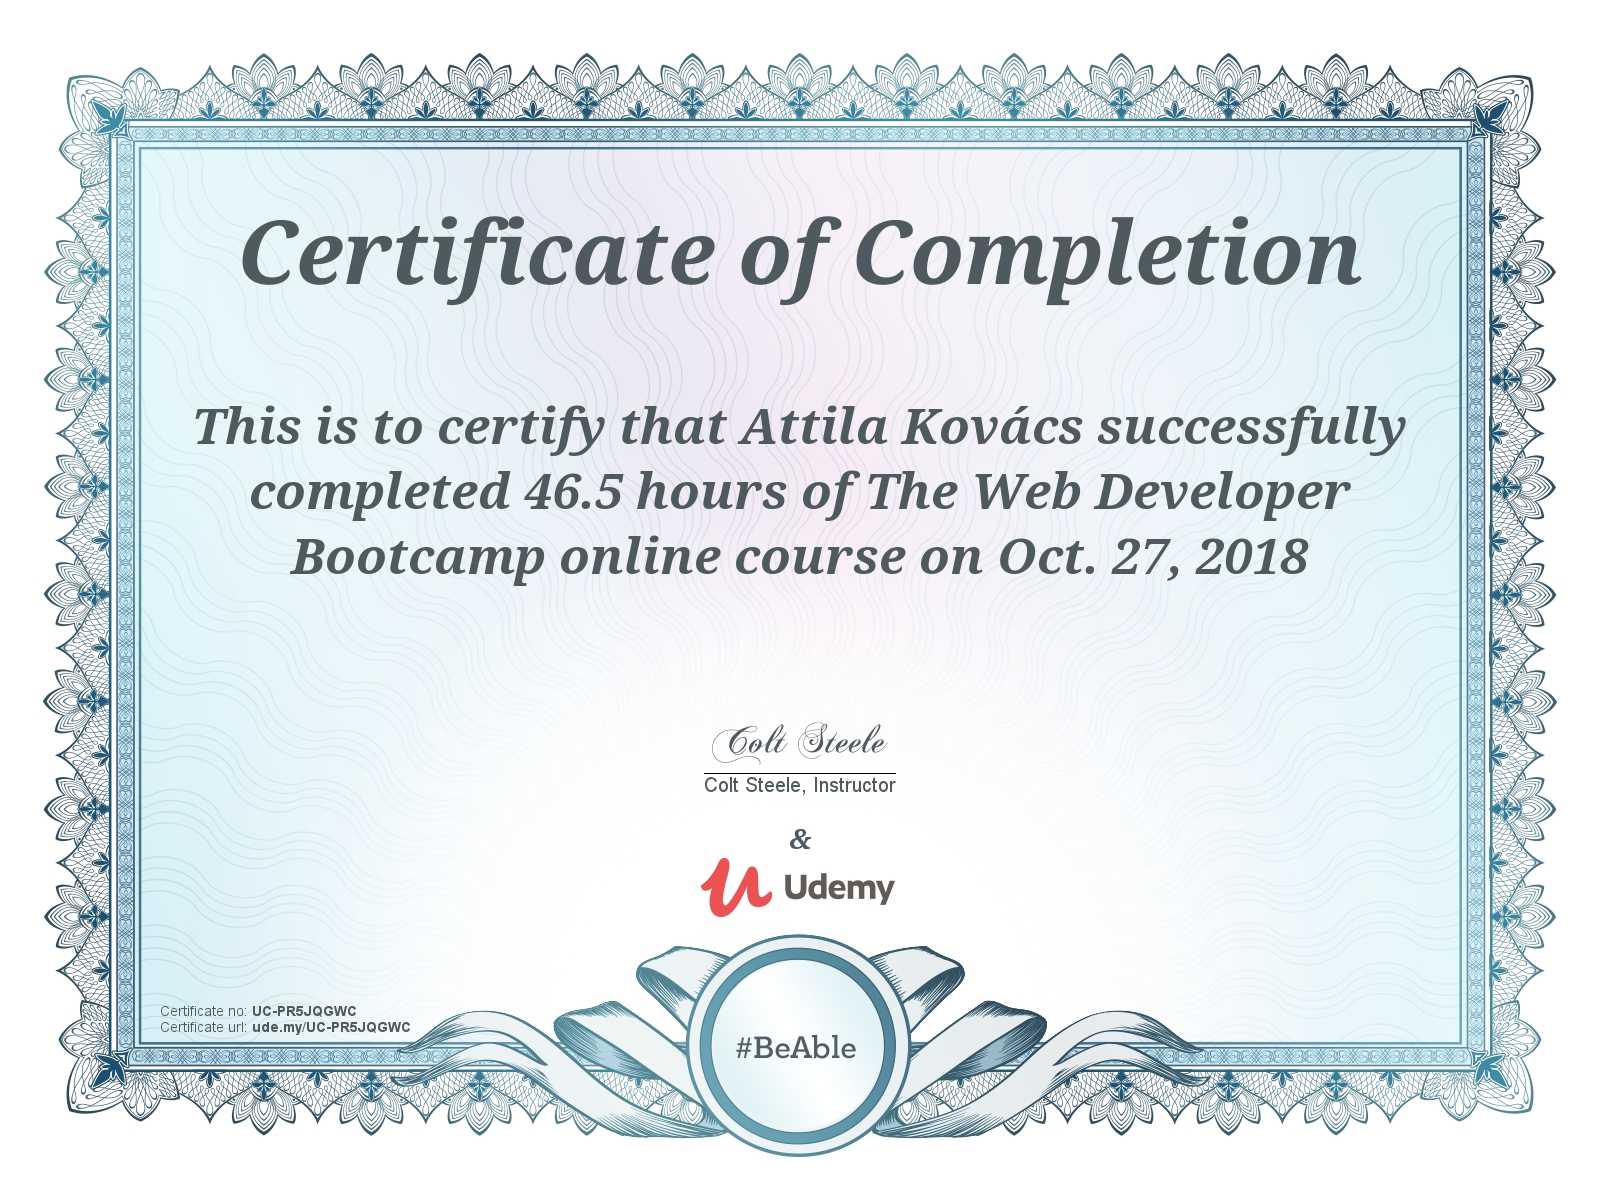 Certificate of Completion
This is to certify that Attila Kovács successfully
completed 46.5 hours of The Web Developer
Bootcamp online course on Oct. 27, 2018
Colt Steele
Colt Steele, Instructor
&
Udemy
Certificate no: UC-PR5JQGWC
Certificate url: ude.my/UC-PR5JQGWC
#BeAble